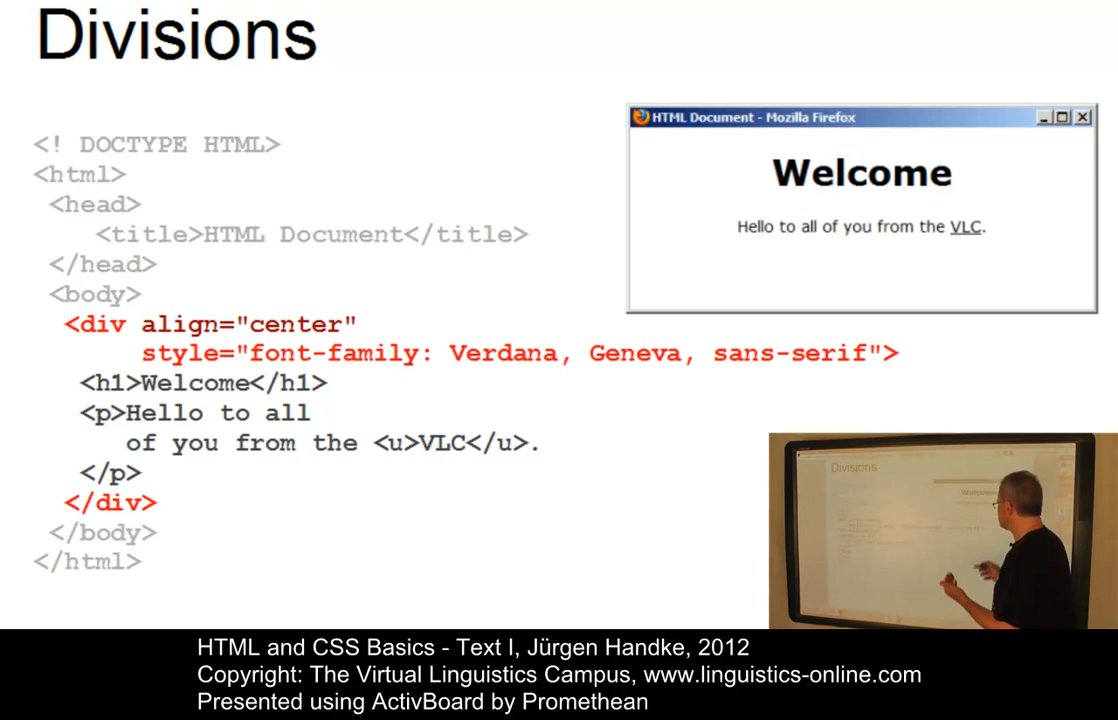 Divisions
<! DOCTYPE HTML>
<html>
<head>
<title>HTML Document</title>
</head>
<body>
<div align="center"
style="font-family: Verdana, Geneva, sans-serif">
<h1>Welcome</h1>
<p>Hello to all
of you from the <u>VLC</u>.
</p>
</div>
</body>
</html>
HTML Document - Mozilla Firefox
Welcome
Hello to all of you from the VLC.
Divisions
HTML and CSS Basics - Text I, Jürgen Handke, 2012
Copyright: The Virtual Linguistics Campus, www.linguistics-online.com
Presented using ActivBoard by Promethean